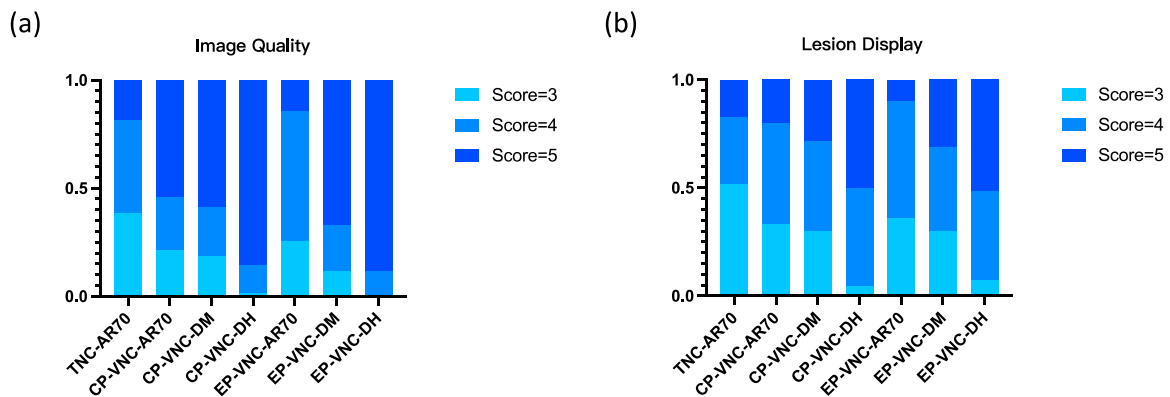 (a)
Image Quality
1.0
0.5
0.0
TNC-AR70
CP-VNC-AR70
CP-VNC-DM
CP-VNC-DH
EP-VNC-AR70
EP-VNC-DM
EP-VNC-DH
Score=3
Score=4
Score=5
(b)
Lesion Display
1.0
0.5
0.0
TNC-AR70
CP-VNC-AR70
CP-VNC-DM
CP-VNC-DH
EP-VNC-AR70
EP-VNC-DM
EP-VNC-DH
Score=3
Score=4
Score=5